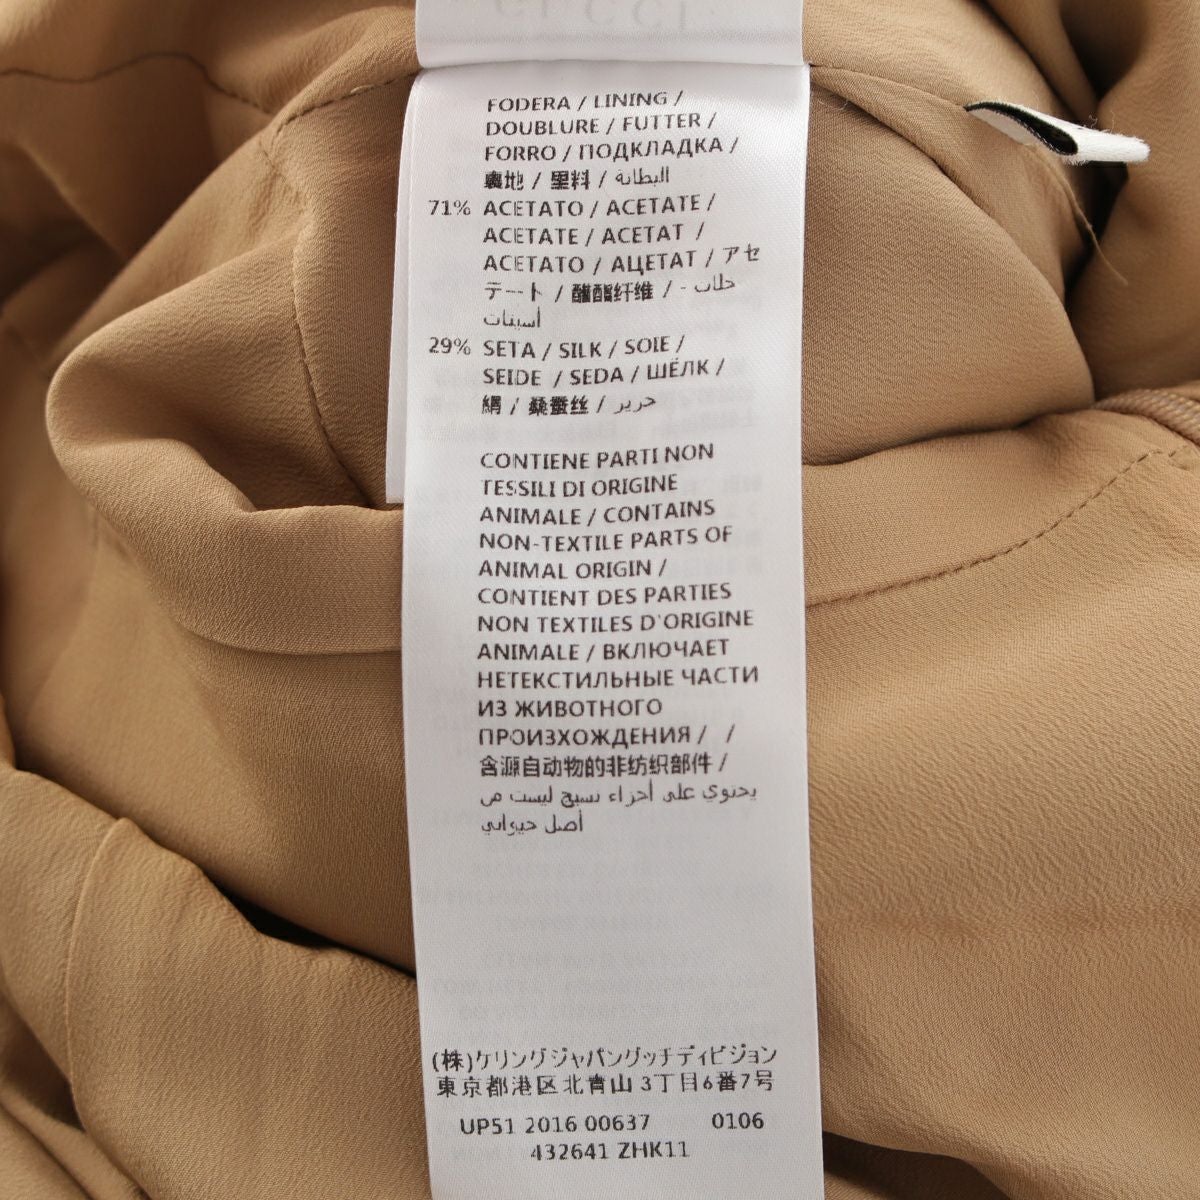 GUCCI
FODERA / LINING /
DOUBLURE / FUTTER /
FORRO / ПОДКЛАДКА /
裏地 / 里料 / البطانة
71% ACETATO / ACETATE /
ACETATE / ACETAT /
ACETATO / АЦЕТАТ / アセ
テート / 醋酯纤维 / خلات -
أسيتات
29% SETA / SILK / SOIE /
SEIDE / SEDA / ШЁЛК /
絹 / 桑蚕丝 / حرير
CONTIENE PARTI NON
TESSILI DI ORIGINE
ANIMALE / CONTAINS
NON-TEXTILE PARTS OF
ANIMAL ORIGIN /
CONTIENT DES PARTIES
NON TEXTILES D'ORIGINE
ANIMALE / ВКЛЮЧАЕТ
НЕТЕКСТИЛЬНЫЕ ЧАСТИ
ИЗ ЖИВОТНОГО
ПРОИЗХОЖДЕНИЯ / /
含源自动物的非纺织部件 /
يحتوي على أجزاء نسيج ليست من
أصل حيواني
(株)ケリングジャパングッチディビジョン
東京都港区北青山3丁目6番7号
UP51 2016 00637 0106
432641 ZHK11